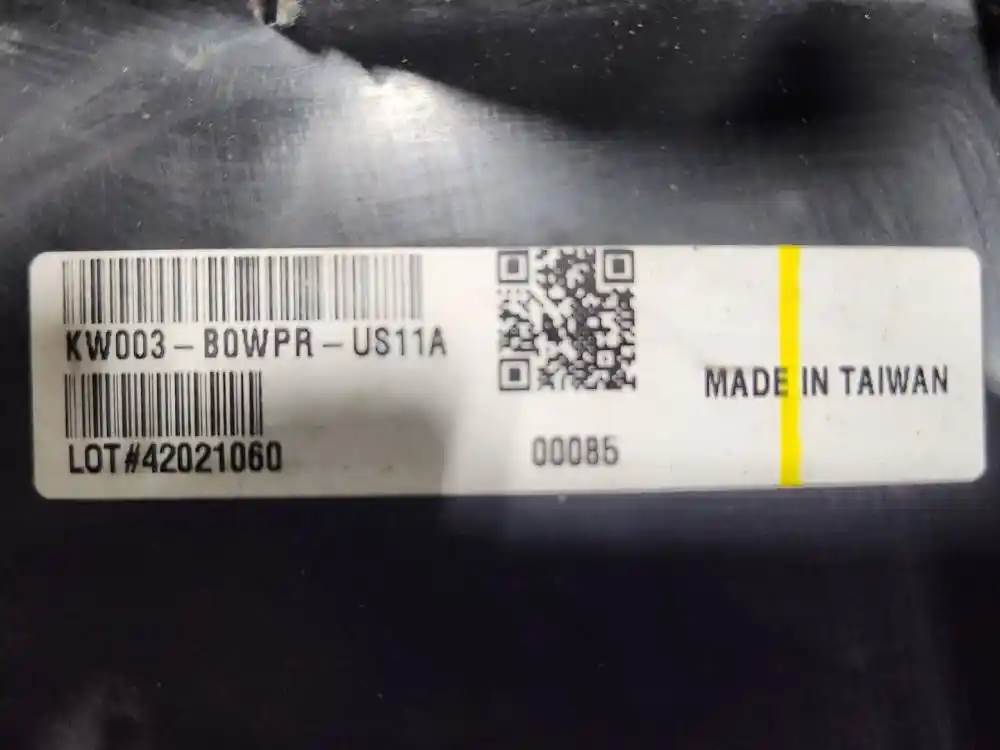 KW003-B0WPR-US11A
LOT#42021060
00085
MADE IN TAIWAN